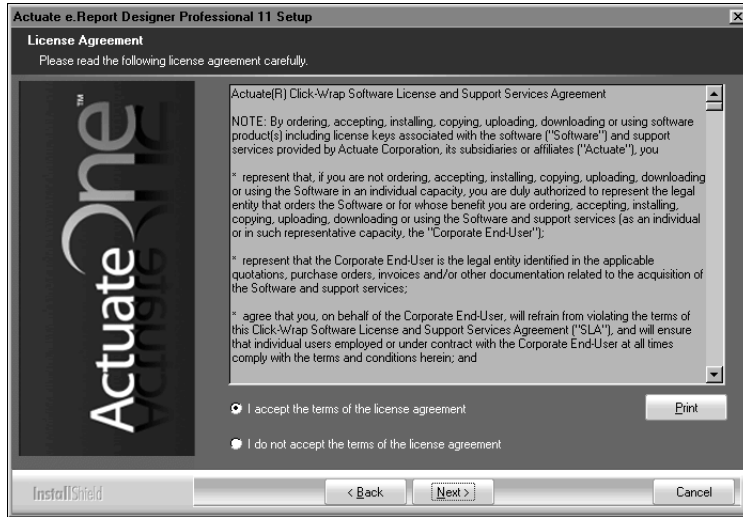 Actuate e.Report Designer Professional 11 Setup
License Agreement
Please read the following license agreement carefully.
ActuateOne™
Actuate(R) Click-Wrap Software License and Support Services Agreement
NOTE: By ordering, accepting, installing, copying, uploading, downloading or using software
product(s) including license keys associated with the software ("Software") and support
services provided by Actuate Corporation, its subsidiaries or affiliates ("Actuate"), you
* represent that, if you are not ordering, accepting, installing, copying, uploading, downloading
or using the Software in an individual capacity, you are duly authorized to represent the legal
entity that orders the Software or for whose benefit you are ordering, accepting, installing,
copying, uploading, downloading or using the Software and support services (as an individual
or in such representative capacity, the "Corporate End-User");
* represent that the Corporate End-User is the legal entity identified in the applicable
quotations, purchase orders, invoices and/or other documentation related to the acquisition of
the Software and support services;
* agree that you, on behalf of the Corporate End-User, will refrain from violating the terms of
this Click-Wrap Software License and Support Services Agreement ("SLA"), and will ensure
that individual users employed or under contract with the Corporate End-User at all times
comply with the terms and conditions herein; and
I accept the terms of the license agreement
Print
I do not accept the terms of the license agreement
InstallShield
< Back
Next >
Cancel